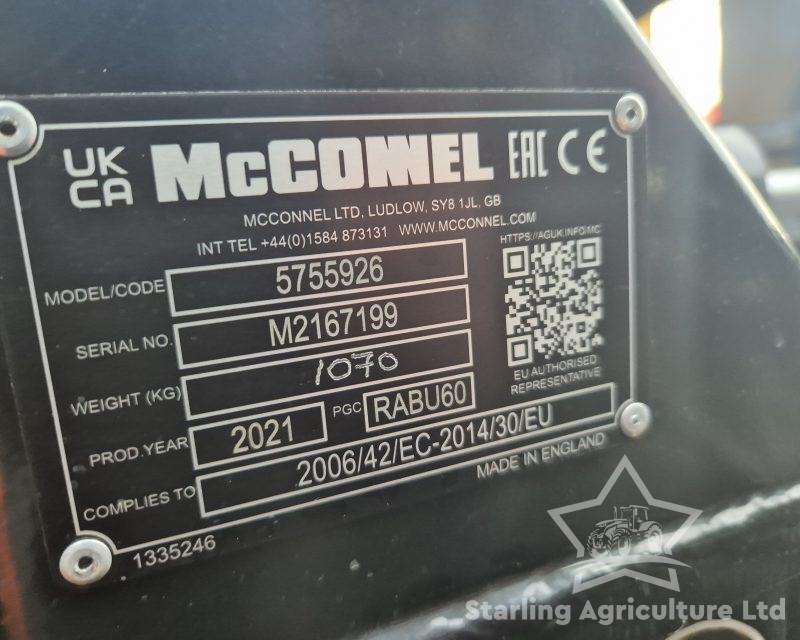 UK
CA
McCONNEL EAC CE
MCCONNEL LTD, LUDLOW, SY8 1JL. GB
INT TEL +44(0)1584 873131 WWW.MCCONNEL.COM
HTTPS://AGUK.INFO/MC
MODEL/CODE 5755926
SERIAL NO. M2167199
WEIGHT (KG) 1070
EU AUTHORISED
REPRESENTATIVE
PROD.YEAR 2021 PGC RABU60
COMPLIES TO 2006/42/EC-2014/30/EU
MADE IN ENGLAND
1335246
Starling Agriculture Ltd